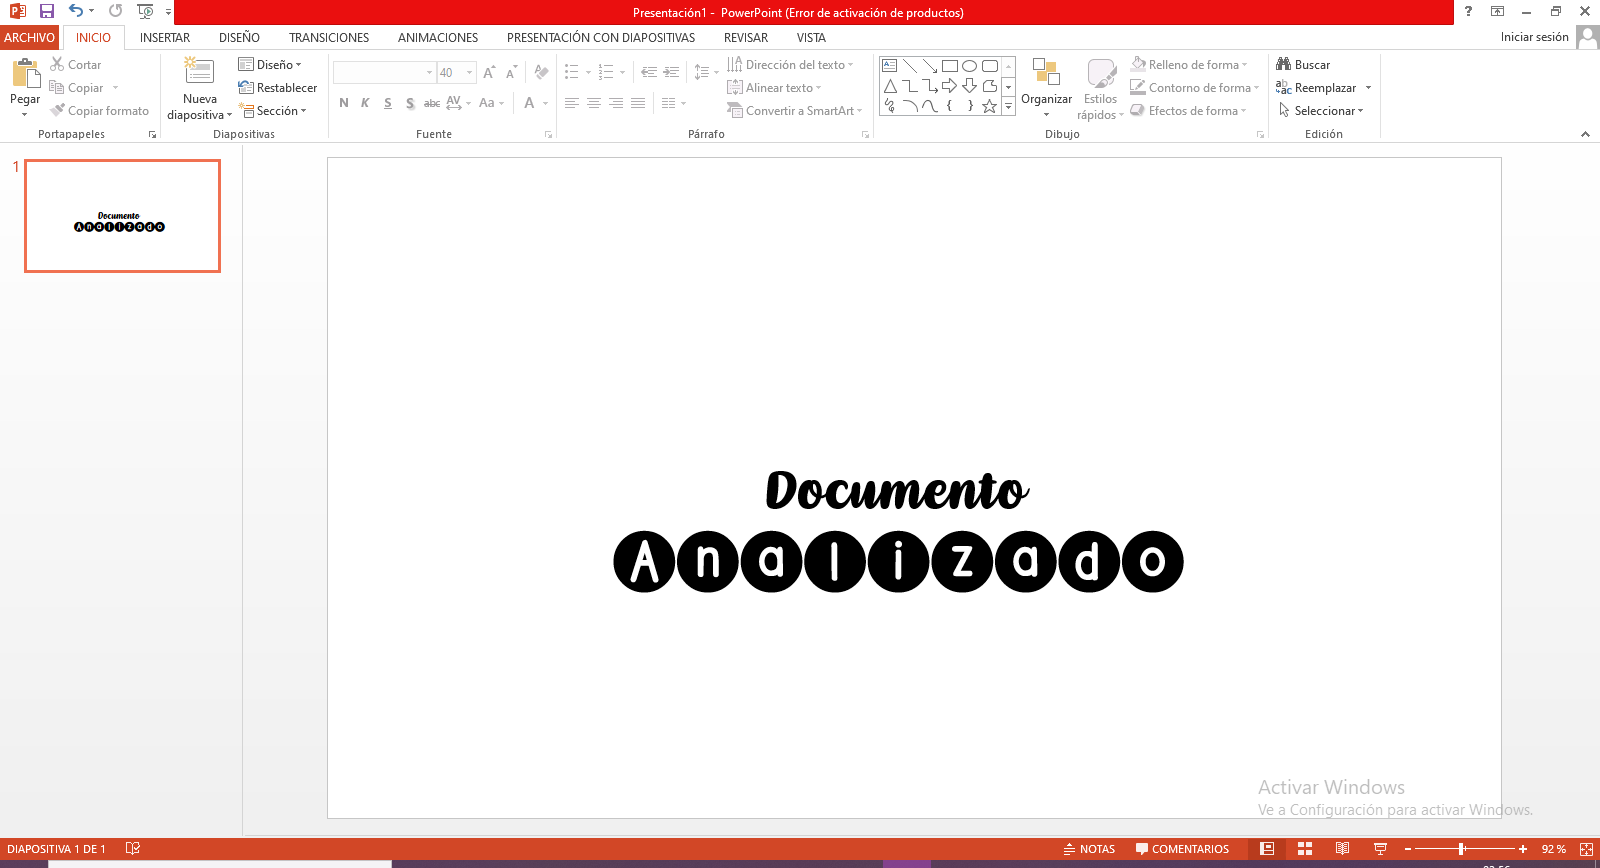 Presentación1 - PowerPoint (Error de activación de productos)
ARCHIVO INICIO INSERTAR DISEÑO TRANSICIONES ANIMACIONES PRESENTACIÓN CON DIAPOSITIVAS REVISAR VISTA Iniciar sesión
Pegar
Cortar
Copiar
Copiar formato
Portapapeles
Nueva
diapositiva
Diseño
Restablecer
Sección
Diapositivas
40
N K S S abc AV Aa A
Fuente
Dirección del texto
Alinear texto
Convertir a SmartArt
Párrafo
Organizar
Estilos
rápidos
Relleno de forma
Contorno de forma
Efectos de forma
Dibujo
Buscar
Reemplazar
Seleccionar
Edición
1
Documento
Analizado
Documento
Analizado
Activar Windows
Ve a Configuración para activar Windows.
DIAPOSITIVA 1 DE 1 NOTAS COMENTARIOS 92 %